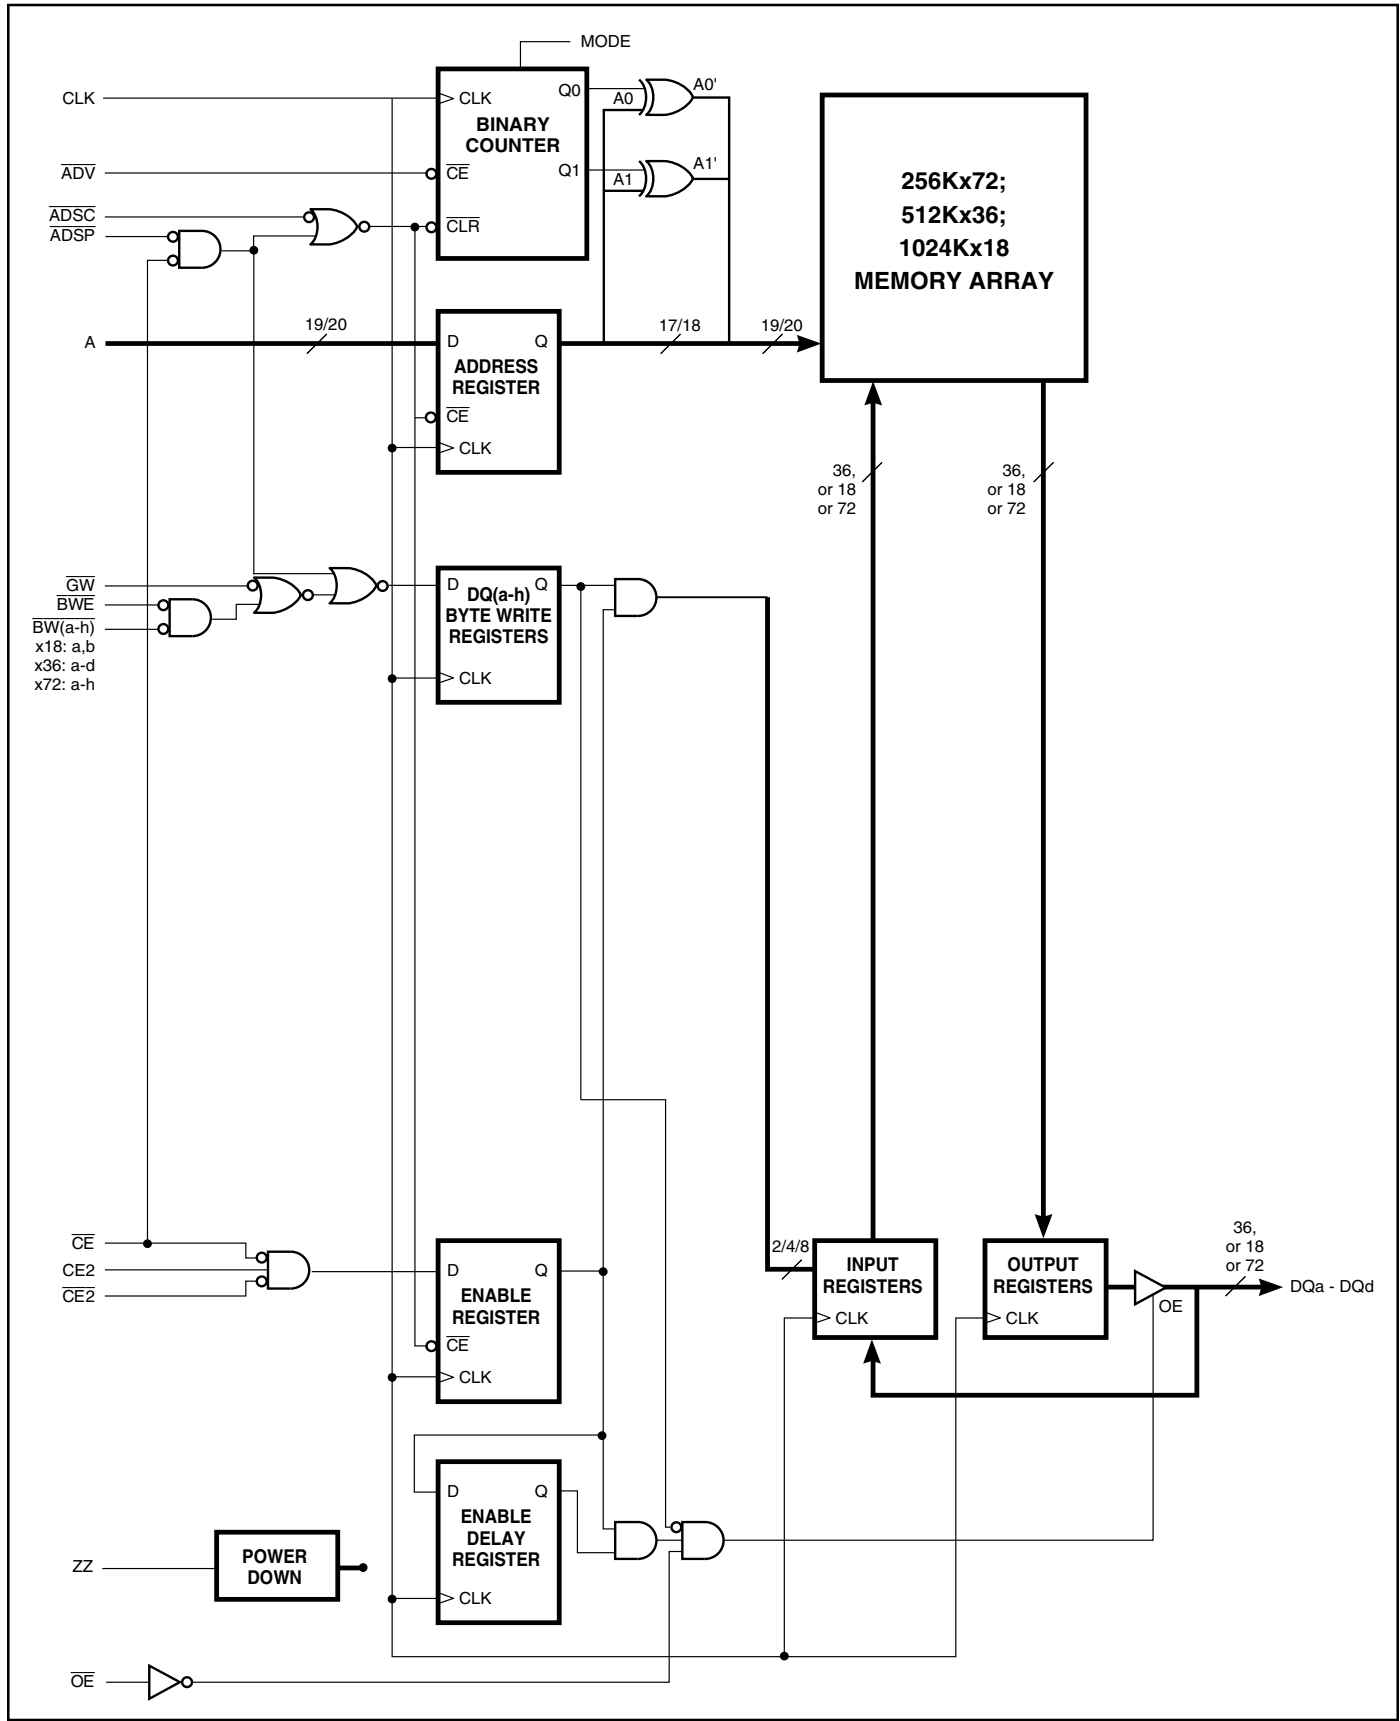 MODE
CLK
ADV
ADSC
ADSP
CLK
BINARY
COUNTER
CE
CLR
Q0
Q1
A0
A0'
A1
A1'
256Kx72;
512Kx36;
1024Kx18
MEMORY ARRAY
A
19/20
D
Q
ADDRESS
REGISTER
CE
CLK
17/18
19/20
36,
or 18
or 72
36,
or 18
or 72
GW
BWE
BW(a-h)
x18: a,b
x36: a-d
x72: a-h
D
Q
DQ(a-h)
BYTE WRITE
REGISTERS
CLK
CE
CE2
CE2
D
Q
ENABLE
REGISTER
CE
CLK
2/4/8
INPUT
REGISTERS
CLK
OUTPUT
REGISTERS
CLK
OE
36,
or 18
or 72
DQa - DQd
D
Q
ENABLE
DELAY
REGISTER
CLK
ZZ
POWER
DOWN
OE